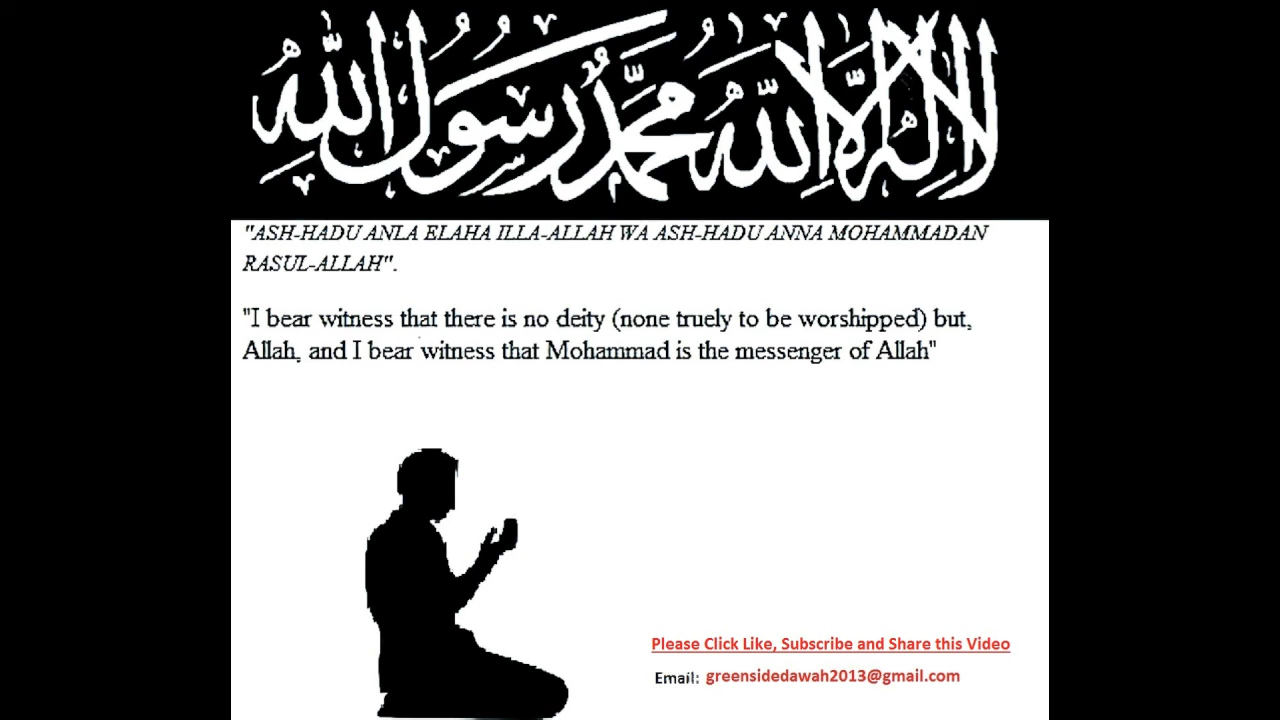 لا إله إلا الله محمد رسول الله
"ASH-HADU ANLA ELAHA ILLA-ALLAH WA ASH-HADU ANNA MOHAMMADAN
RASUL-ALLAH".
"I bear witness that there is no deity (none truely to be worshipped) but,
Allah, and I bear witness that Mohammad is the messenger of Allah"
Please Click Like, Subscribe and Share this Video
Email: greensidedawah2013@gmail.com